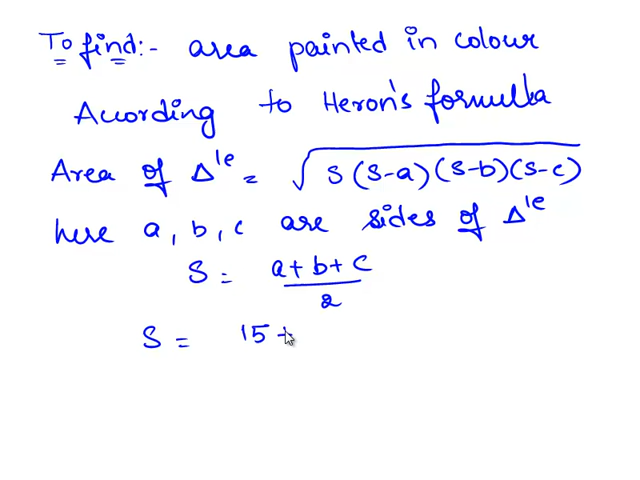 To find:- area painted in colour
According to Heron's formulla
Area of Δ'le = √S(S-a)(S-b)(S-c)
here a, b, c are sides of Δ'le
S = a+b+c
2
S = 15 +